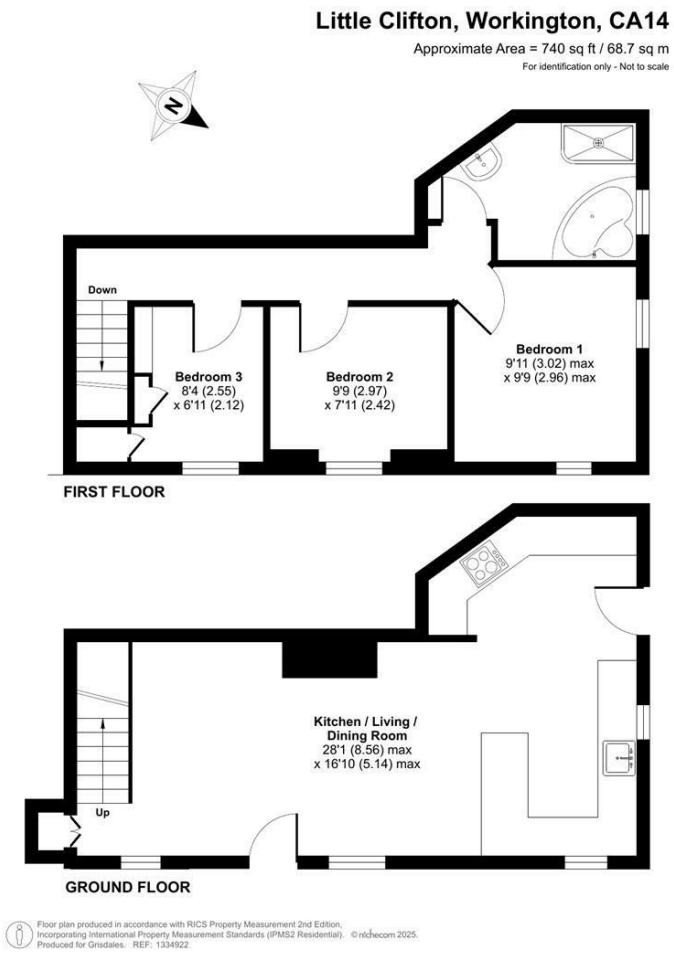 Little Clifton, Workington, CA14
Approximate Area = 740 sq ft / 68.7 sq m
For identification only - Not to scale
N
Down
Bedroom 3
8'4 (2.55)
x 6'11 (2.12)
Bedroom 2
9'9 (2.97)
x 7'11 (2.42)
Bedroom 1
9'11 (3.02) max
x 9'9 (2.96) max
FIRST FLOOR
Kitchen / Living /
Dining Room
28'1 (8.56) max
x 16'10 (5.14) max
Up
GROUND FLOOR
Floor plan produced in accordance with RICS Property Measurement 2nd Edition,
Incorporating International Property Measurement Standards (IPMS2 Residential). © nichecom 2025.
Produced for Grisdales. REF: 1334922